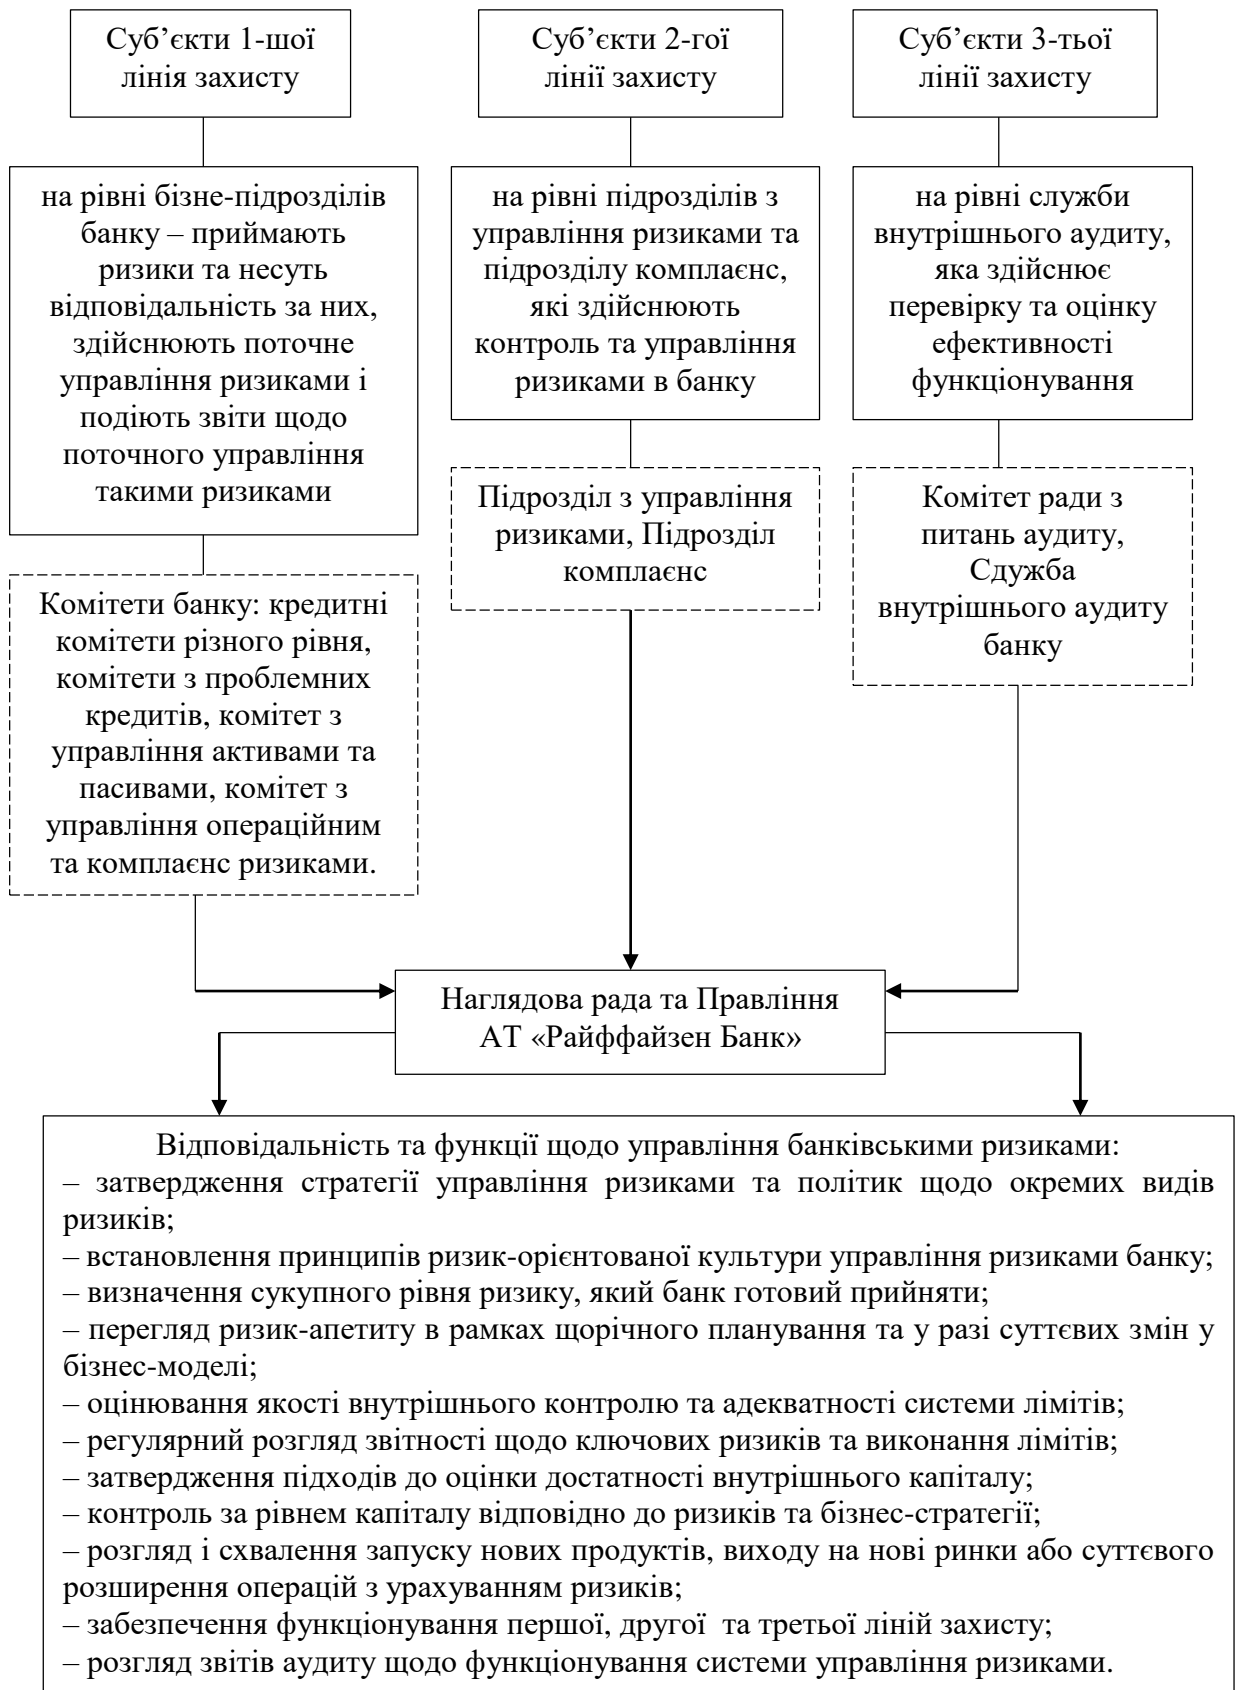 Суб’єкти 1-шої
лінія захисту
Суб’єкти 2-гої
лінії захисту
Суб’єкти 3-тьої
лінії захисту
на рівні бізне-підрозділів
банку – приймають
ризики та несуть
відповідальність за них,
здійснюють поточне
управління ризиками і
подіють звіти щодо
поточного управління
такими ризиками
на рівні підрозділів з
управління ризиками та
підрозділу комплаєнс,
які здійснюють
контроль та управління
ризиками в банку
на рівні служби
внутрішнього аудиту,
яка здійснює
перевірку та оцінку
ефективності
функціонування
Комітети банку: кредитні
комітети різного рівня,
комітети з проблемних
кредитів, комітет з
управління активами та
пасивами, комітет з
управління операційним
та комплаєнс ризиками.
Підрозділ з управління
ризиками, Підрозділ
комплаєнс
Комітет ради з
питань аудиту,
Сдужба
внутрішнього аудиту
банку
Наглядова рада та Правління
АТ «Райффайзен Банк»
Відповідальність та функції щодо управління банківськими ризиками:
– затвердження стратегії управління ризиками та політик щодо окремих видів
ризиків;
– встановлення принципів ризик-орієнтованої культури управління ризиками банку;
– визначення сукупного рівня ризику, який банк готовий прийняти;
– перегляд ризик-апетиту в рамках щорічного планування та у разі суттєвих змін у
бізнес-моделі;
– оцінювання якості внутрішнього контролю та адекватності системи лімітів;
– регулярний розгляд звітності щодо ключових ризиків та виконання лімітів;
– затвердження підходів до оцінки достатності внутрішнього капіталу;
– контроль за рівнем капіталу відповідно до ризиків та бізнес-стратегії;
– розгляд і схвалення запуску нових продуктів, виходу на нові ринки або суттєвого
розширення операцій з урахуванням ризиків;
– забезпечення функціонування першої, другої та третьої ліній захисту;
– розгляд звітів аудиту щодо функціонування системи управління ризиками.